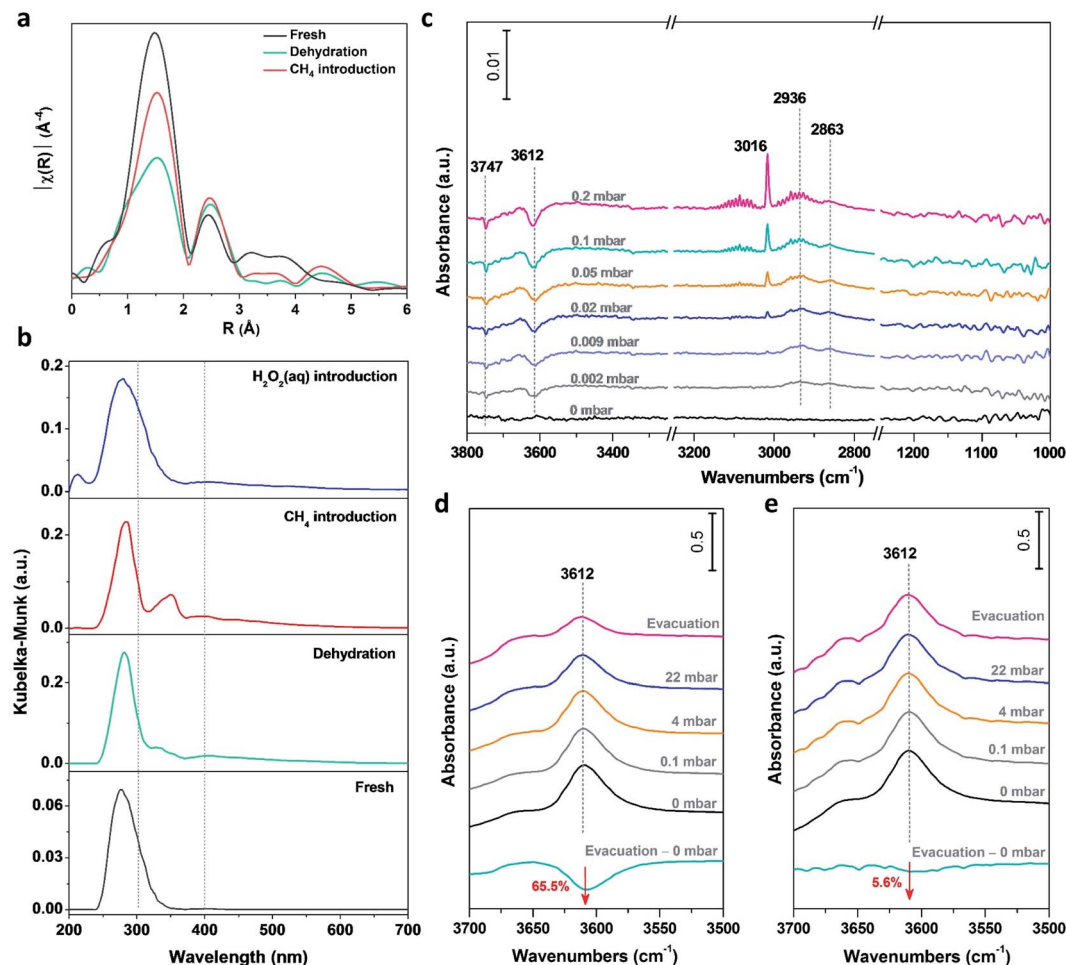 a
Fresh
Dehydration
CH₄ introduction
|χ(R)| (Å⁻⁴)
0 1 2 3 4 5 6
R (Å)
b
0.2
H₂O₂(aq) introduction
0.1
0.0
0.2
CH₄ introduction
0.0
Dehydration
0.2
0.0
Fresh
0.06
0.03
0.00
Kubelka-Munk (a.u.)
200 300 400 500 600 700
Wavelength (nm)
c
0.01
2936
2863
3016
3747
3612
0.2 mbar
0.1 mbar
0.05 mbar
0.02 mbar
0.009 mbar
0.002 mbar
0 mbar
Absorbance (a.u.)
3800 3600 3400 3200 3000 2800 1200 1100 1000
Wavenumbers (cm⁻¹)
d
0.5
3612
Evacuation
22 mbar
4 mbar
0.1 mbar
0 mbar
Evacuation – 0 mbar
65.5%
Absorbance (a.u.)
3700 3650 3600 3550 3500
Wavenumbers (cm⁻¹)
e
0.5
3612
Evacuation
22 mbar
4 mbar
0.1 mbar
0 mbar
Evacuation – 0 mbar
5.6%
Absorbance (a.u.)
3700 3650 3600 3550 3500
Wavenumbers (cm⁻¹)